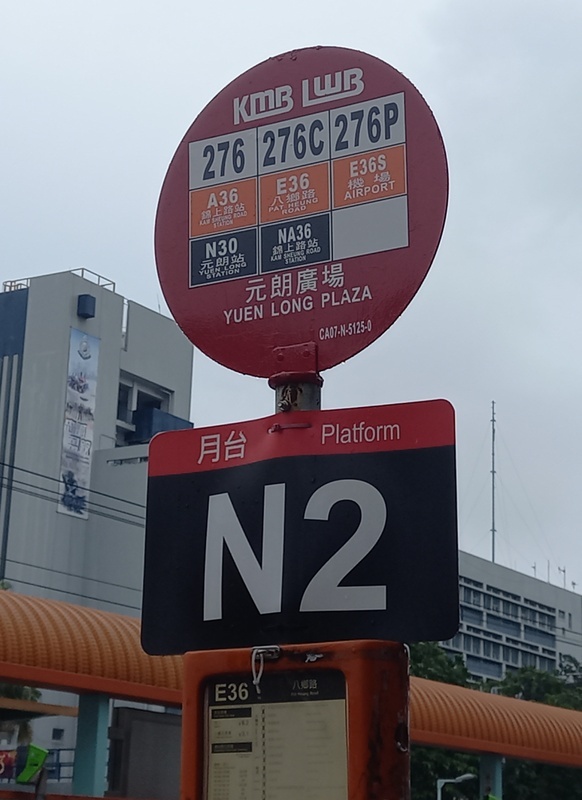 KMB LWB
276 276C 276P
A36 E36 E36S
錦上路站 八鄉路 機場
KAM SHEUNG ROAD STATION PAT HEUNG ROAD AIRPORT
N30 NA36
元朗站 錦上路站
YUEN LONG STATION KAM SHEUNG ROAD STATION
元朗廣場
YUEN LONG PLAZA
CA07-N-5125-0
月台 Platform
N2
E36 八鄉路
Pat Heung Road